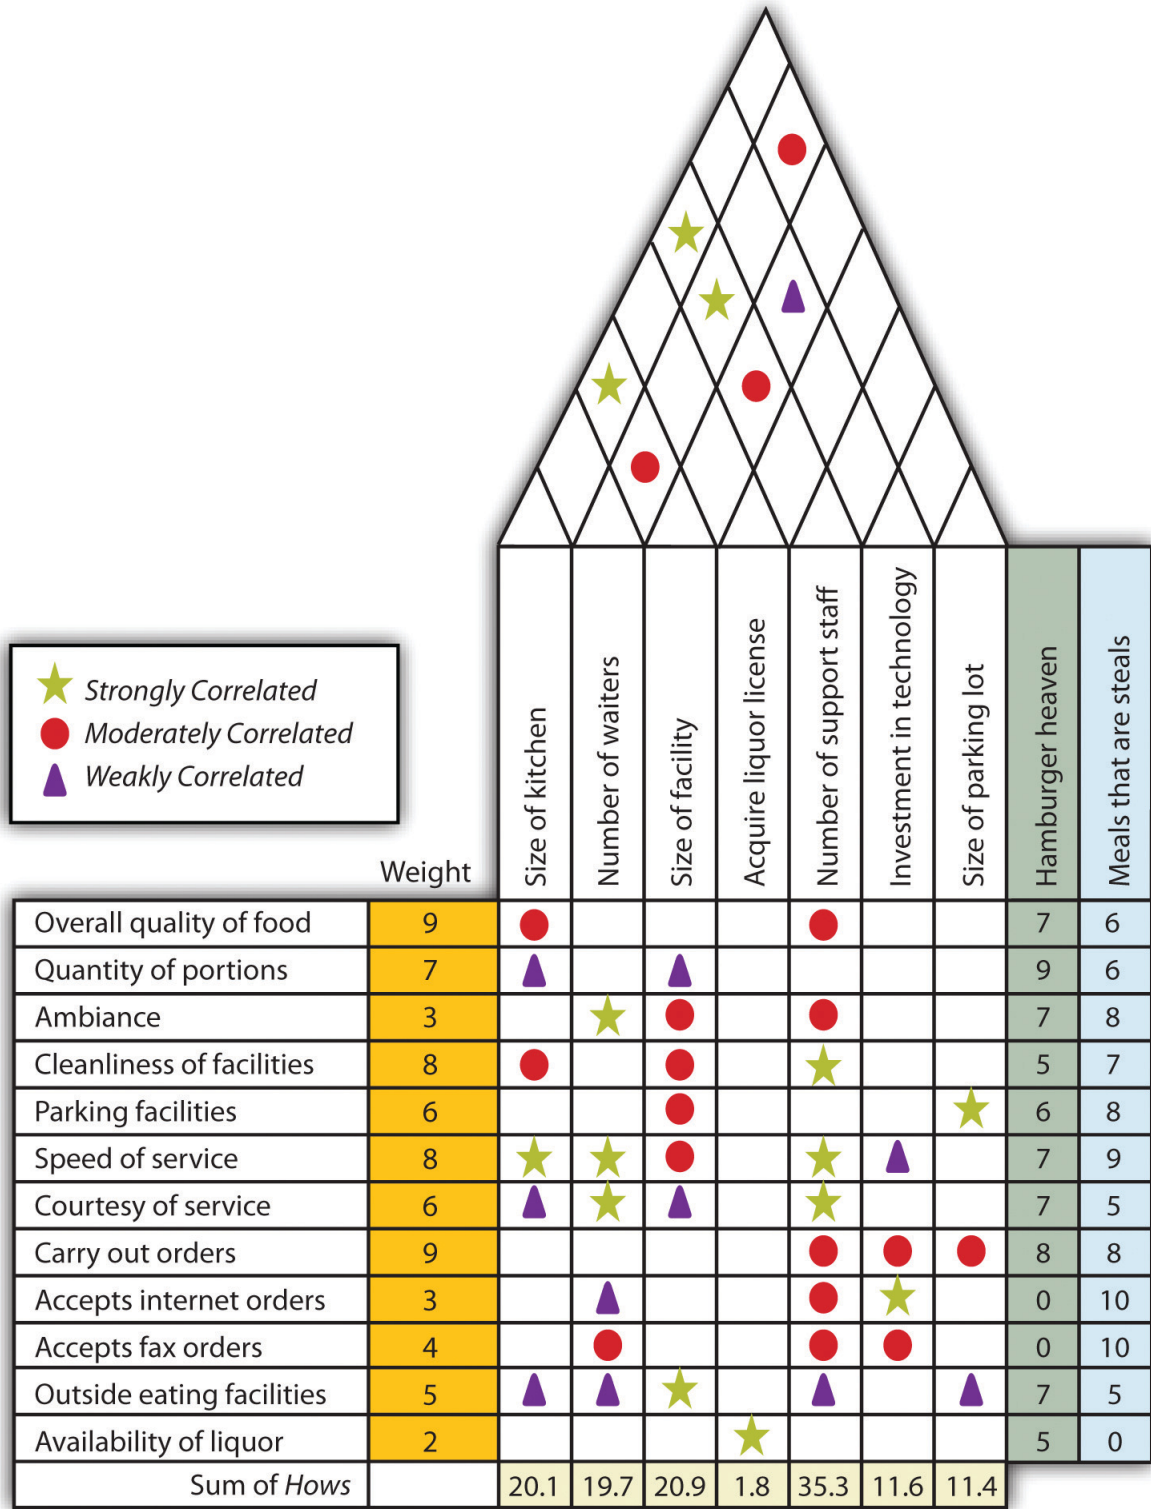 Strongly Correlated
Moderately Correlated
Weakly Correlated
Weight
Size of kitchen
Number of waiters
Size of facility
Acquire liquor license
Number of support staff
Investment in technology
Size of parking lot
Hamburger heaven
Meals that are steals
Overall quality of food 9 7 6
Quantity of portions 7 9 6
Ambiance 3 7 8
Cleanliness of facilities 8 5 7
Parking facilities 6 6 8
Speed of service 8 7 9
Courtesy of service 6 7 5
Carry out orders 9 8 8
Accepts internet orders 3 0 10
Accepts fax orders 4 0 10
Outside eating facilities 5 7 5
Availability of liquor 2 5 0
Sum of Hows 20.1 19.7 20.9 1.8 35.3 11.6 11.4